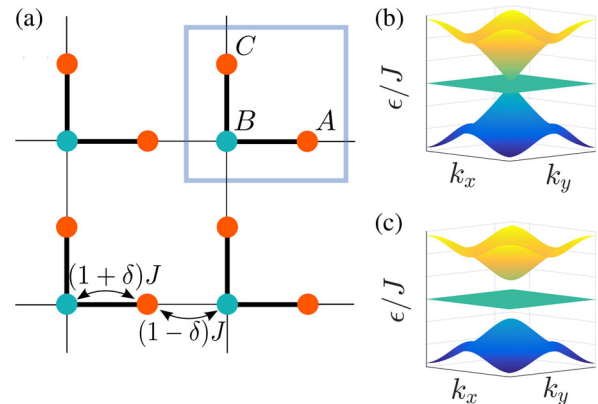 (a)
C
B
A
(1 + δ)J
(1 − δ)J
(b)
ϵ/J
k_x
k_y
(c)
ϵ/J
k_x
k_y